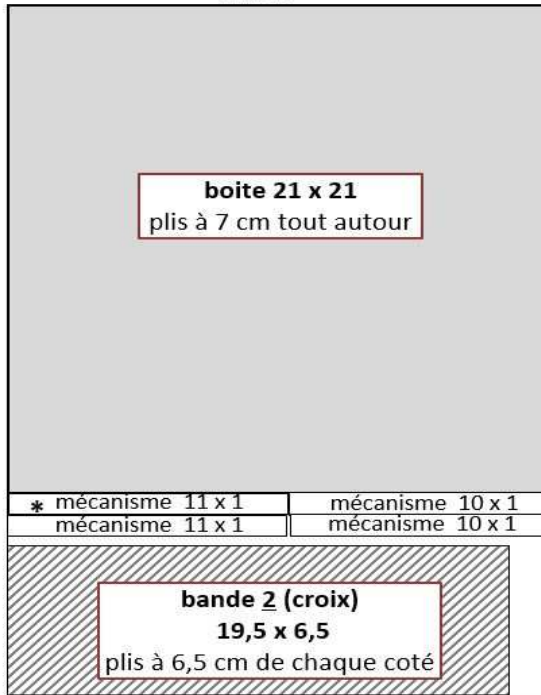 boite 21 x 21
plis à 7 cm tout autour
* mécanisme 11 x 1
mécanisme 10 x 1
mécanisme 11 x 1
mécanisme 10 x 1
bande 2 (croix)
19,5 x 6,5
plis à 6,5 cm de chaque coté